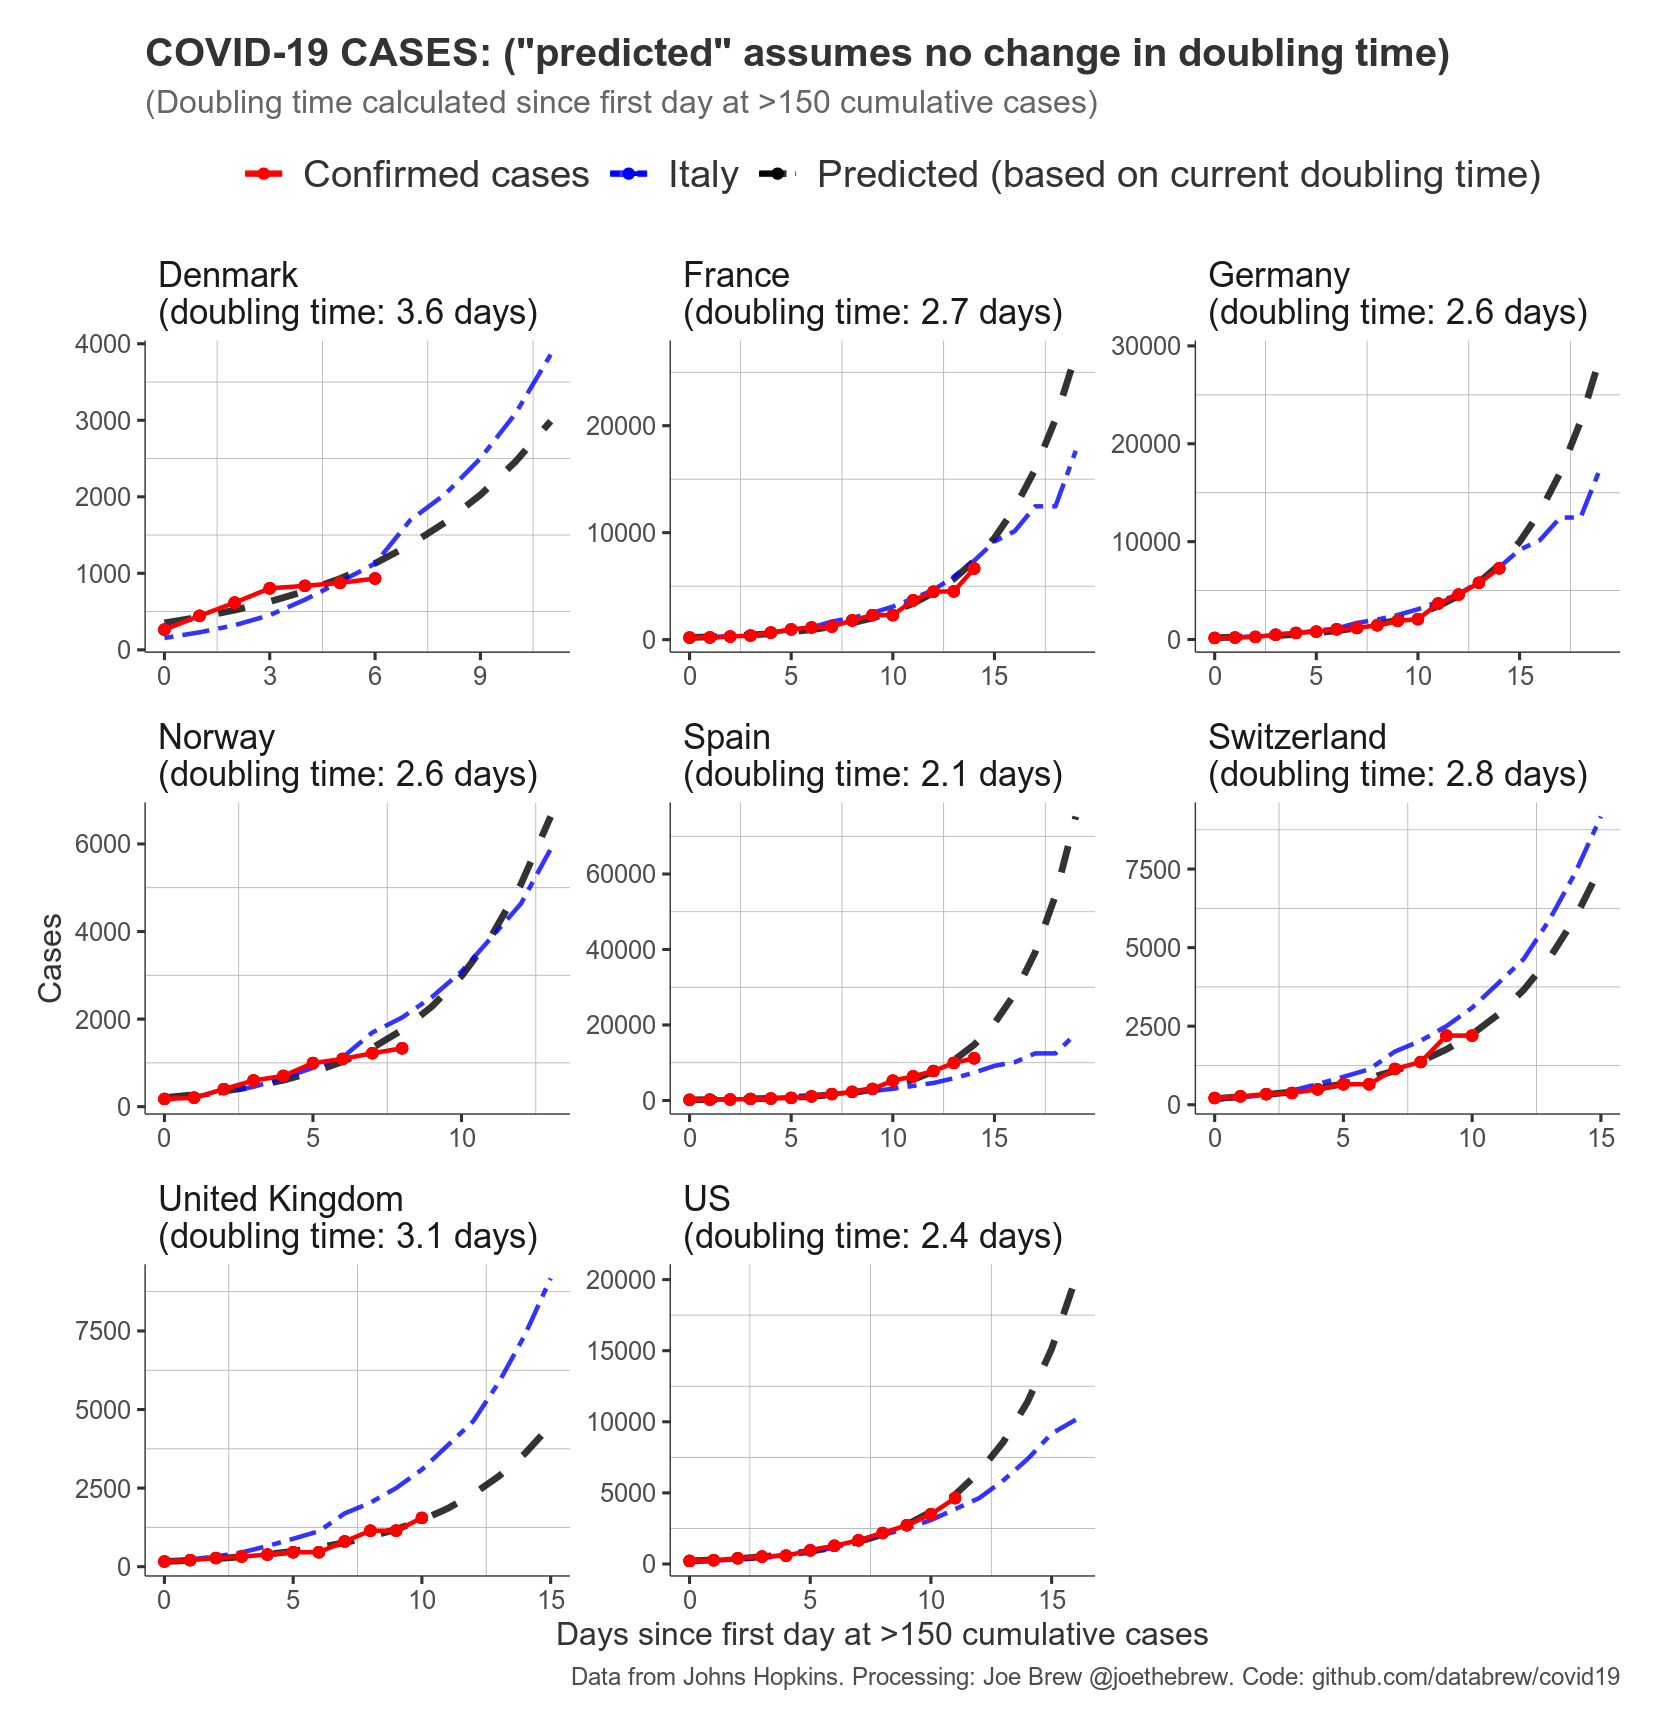 COVID-19 CASES: ("predicted" assumes no change in doubling time)
(Doubling time calculated since first day at >150 cumulative cases)
Confirmed cases Italy Predicted (based on current doubling time)
Denmark
(doubling time: 3.6 days)
4000
3000
2000
1000
0
0 3 6 9
France
(doubling time: 2.7 days)
20000
10000
0
0 5 10 15
Germany
(doubling time: 2.6 days)
30000
20000
10000
0
0 5 10 15
Cases
Norway
(doubling time: 2.6 days)
6000
4000
2000
0
0 5 10
Spain
(doubling time: 2.1 days)
60000
40000
20000
0
0 5 10 15
Switzerland
(doubling time: 2.8 days)
7500
5000
2500
0
0 5 10 15
United Kingdom
(doubling time: 3.1 days)
7500
5000
2500
0
0 5 10 15
US
(doubling time: 2.4 days)
20000
15000
10000
5000
0
0 5 10 15
Days since first day at >150 cumulative cases
Data from Johns Hopkins. Processing: Joe Brew @joethebrew. Code: github.com/databrew/covid19